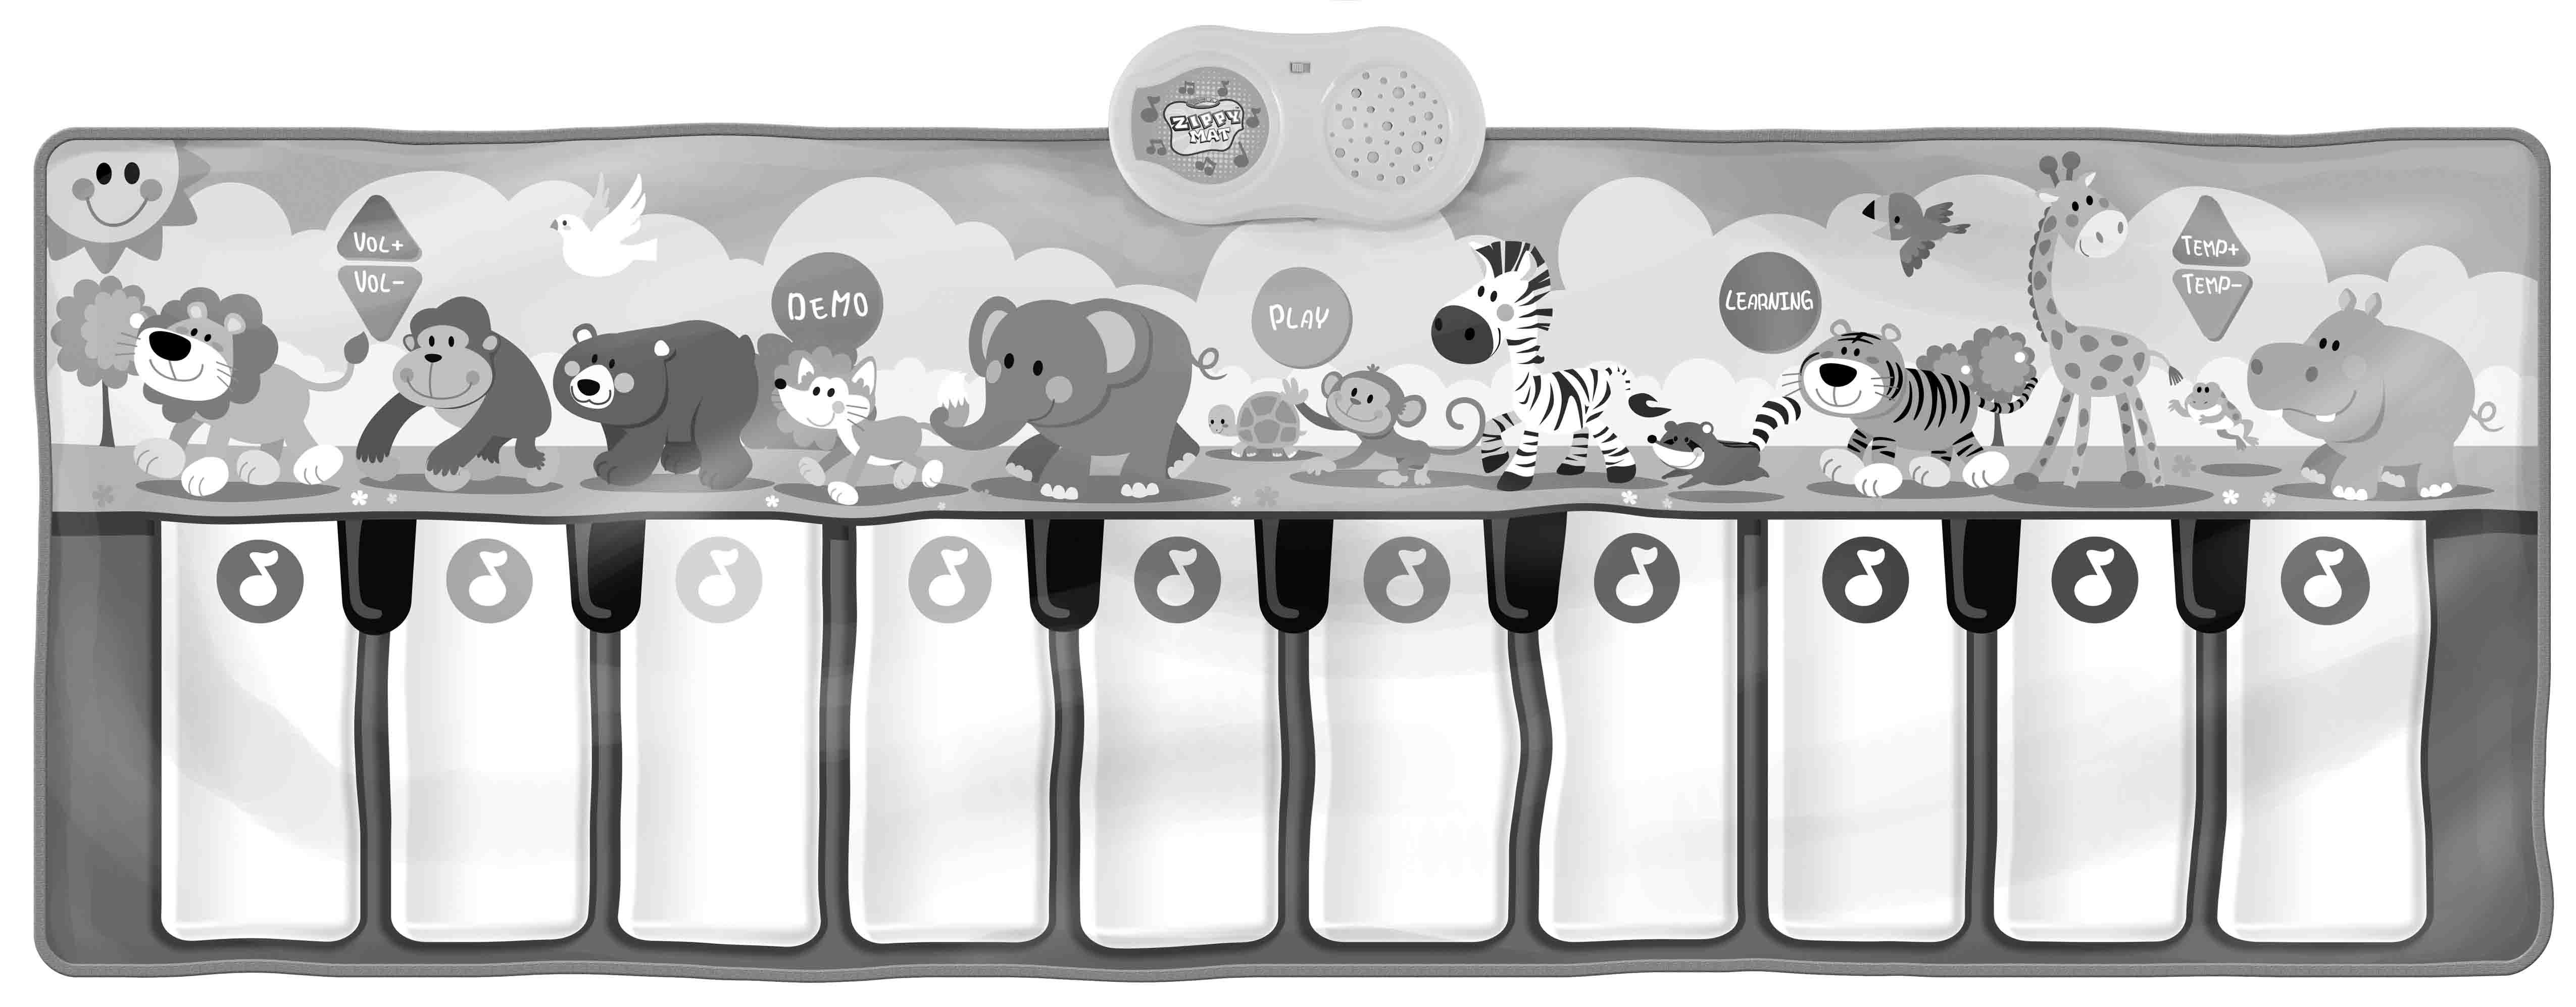 ZIPPY
MAT
VOL+
VOL-
DEMO
PLAY
LEARNING
TEMP+
TEMP-